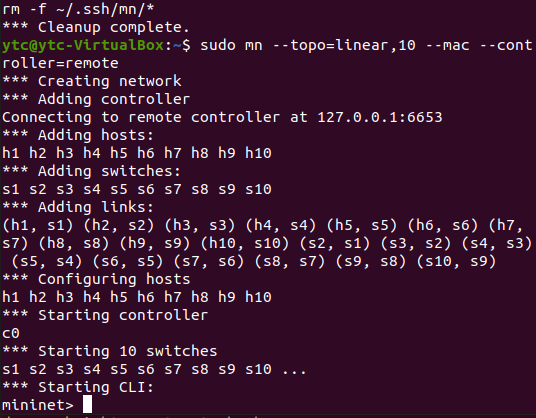 rm -f ~/.ssh/mn/*
*** Cleanup complete.
ytc@ytc-VirtualBox:~$ sudo mn --topo=linear,10 --mac --cont
roller=remote
*** Creating network
*** Adding controller
Connecting to remote controller at 127.0.0.1:6653
*** Adding hosts:
h1 h2 h3 h4 h5 h6 h7 h8 h9 h10
*** Adding switches:
s1 s2 s3 s4 s5 s6 s7 s8 s9 s10
*** Adding links:
(h1, s1) (h2, s2) (h3, s3) (h4, s4) (h5, s5) (h6, s6) (h7,
s7) (h8, s8) (h9, s9) (h10, s10) (s2, s1) (s3, s2) (s4, s3)
(s5, s4) (s6, s5) (s7, s6) (s8, s7) (s9, s8) (s10, s9)
*** Configuring hosts
h1 h2 h3 h4 h5 h6 h7 h8 h9 h10
*** Starting controller
c0
*** Starting 10 switches
s1 s2 s3 s4 s5 s6 s7 s8 s9 s10 ...
*** Starting CLI:
mininet>